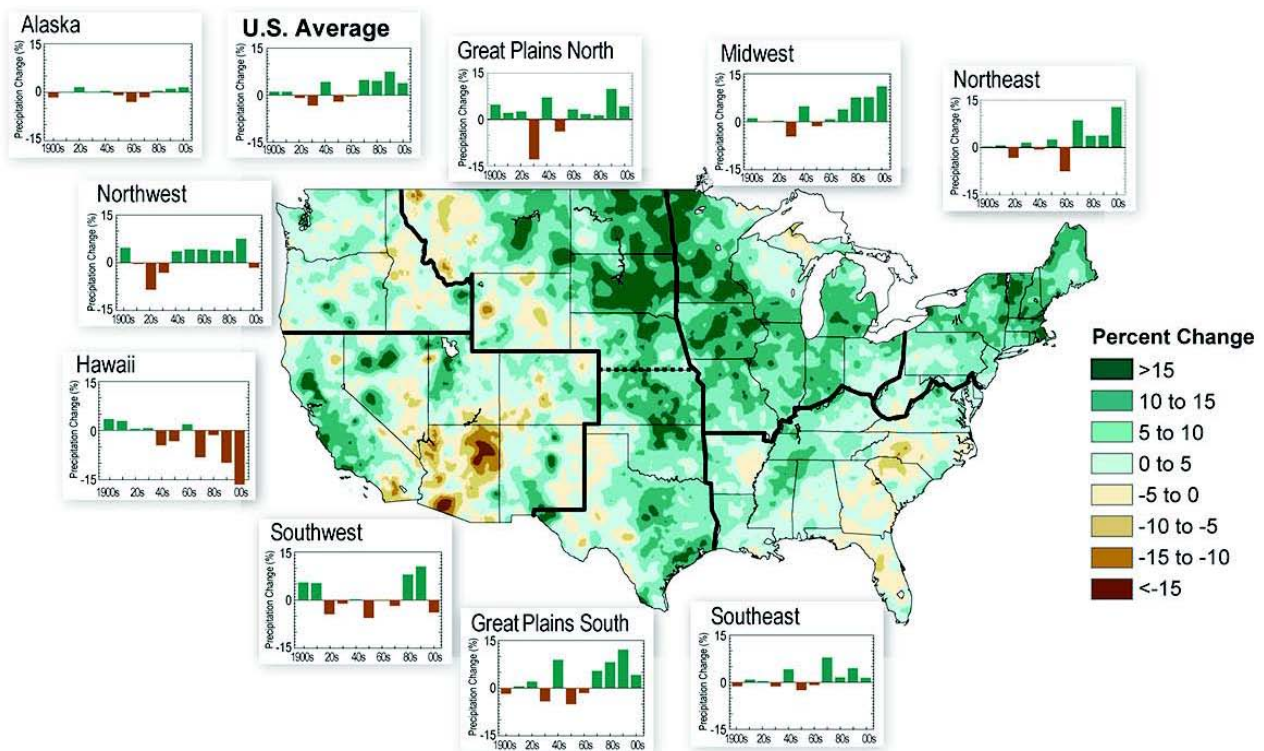 Alaska
Precipitation Change (%)
15
0
-15
1900s 20s 40s 60s 80s 00s
U.S. Average
Precipitation Change (%)
15
0
-15
1900s 20s 40s 60s 80s 00s
Great Plains North
Precipitation Change (%)
15
0
-15
1900s 20s 40s 60s 80s 00s
Midwest
Precipitation Change (%)
15
0
-15
1900s 20s 40s 60s 80s 00s
Northeast
Precipitation Change (%)
15
0
-15
1900s 20s 40s 60s 80s 00s
Northwest
Precipitation Change (%)
15
0
-15
1900s 20s 40s 60s 80s 00s
Hawaii
Precipitation Change (%)
15
0
-15
1900s 20s 40s 60s 80s 00s
Southwest
Precipitation Change (%)
15
0
-15
1900s 20s 40s 60s 80s 00s
Great Plains South
Precipitation Change (%)
15
0
-15
1900s 20s 40s 60s 80s 00s
Southeast
Precipitation Change (%)
15
0
-15
1900s 20s 40s 60s 80s 00s
Percent Change
>15
10 to 15
5 to 10
0 to 5
-5 to 0
-10 to -5
-15 to -10
<-15